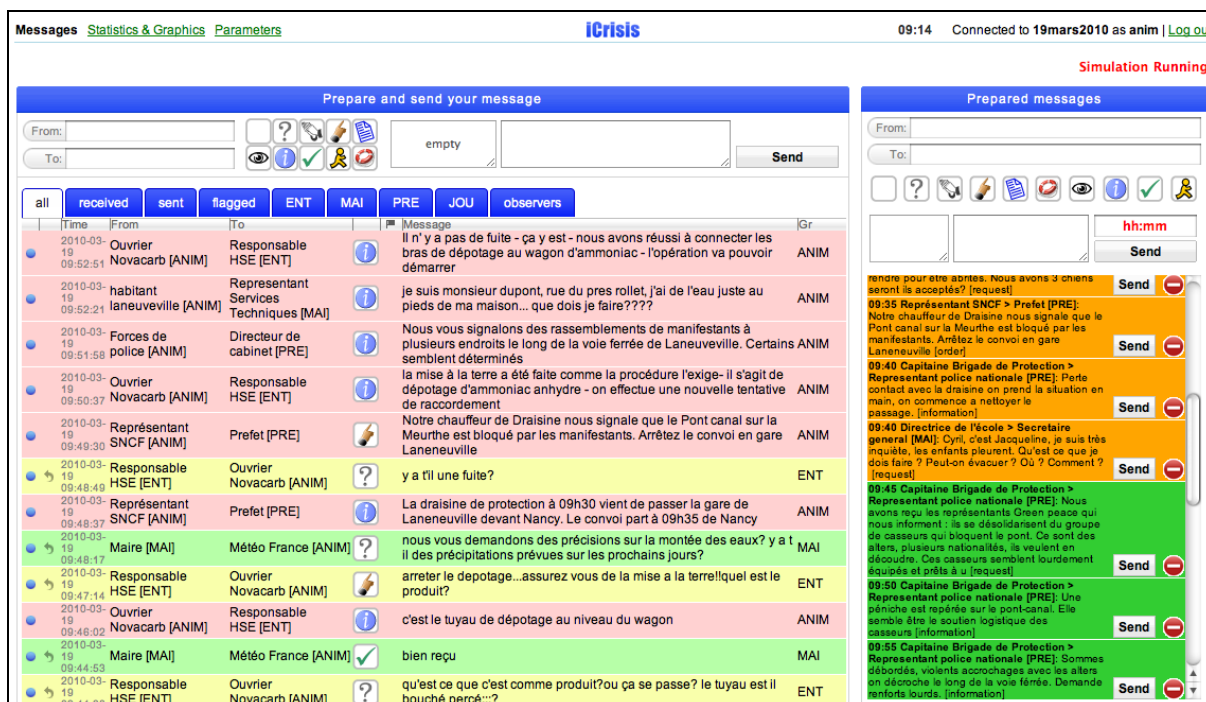 Messages Statistics & Graphics Parameters iCrisis 09:14 Connected to 19mars2010 as anim | Log ou
Simulation Running
Prepare and send your message
From:
To:
empty
Send
all received sent flagged ENT MAI PRE JOU observers
Time From To Message Gr
2010-03-19 09:52:51 Ouvrier Novacarb [ANIM] Responsable HSE [ENT] Il n' y a pas de fuite - ça y est - nous avons réussi à connecter les
bras de dépotage au wagon d'ammoniac - l'opération va pouvoir
démarrer ANIM
2010-03-19 09:52:21 habitant laneuveville [ANIM] Representant Services Techniques [MAI] je suis monsieur dupont, rue du pres rollet, j'ai de l'eau juste au
pieds de ma maison... que dois je faire???? ANIM
2010-03-19 09:51:58 Forces de police [ANIM] Directeur de cabinet [PRE] Nous vous signalons des rassemblements de manifestants à
plusieurs endroits le long de la voie ferrée de Laneuveville. Certains
semblent déterminés ANIM
2010-03-19 09:50:37 Ouvrier Novacarb [ANIM] Responsable HSE [ENT] la mise à la terre a été faite comme la procédure l'exige- il s'agit de
dépotage d'ammoniac anhydre - on effectue une nouvelle tentative
de raccordement ANIM
2010-03-19 09:49:30 Représentant SNCF [ANIM] Prefet [PRE] Notre chauffeur de Draisine nous signale que le Pont canal sur la
Meurthe est bloqué par les manifestants. Arrêtez le convoi en gare
Laneneuville ANIM
2010-03-19 09:48:49 Responsable HSE [ENT] Ouvrier Novacarb [ANIM] y a t'il une fuite? ENT
2010-03-19 09:48:37 Représentant SNCF [ANIM] Prefet [PRE] La draisine de protection à 09h30 vient de passer la gare de
Laneneuville devant Nancy. Le convoi part à 09h35 de Nancy ANIM
2010-03-19 09:48:17 Maire [MAI] Météo France [ANIM] nous vous demandons des précisions sur la montée des eaux? y a t
il des précipitations prévues sur les prochains jours? MAI
2010-03-19 09:47:14 Responsable HSE [ENT] Ouvrier Novacarb [ANIM] arreter le depotage...assurez vous de la mise a la terre!!quel est le
produit? ENT
2010-03-19 09:46:02 Ouvrier Novacarb [ANIM] Responsable HSE [ENT] c'est le tuyau de dépotage au niveau du wagon ANIM
2010-03-19 09:44:53 Maire [MAI] Météo France [ANIM] bien reçu MAI
2010-03-19 Responsable HSE [ENT] Ouvrier Novacarb [ANIM] qu'est ce que c'est comme produit?ou ça se passe? le tuyau est il
bouché percé:::? ENT
Prepared messages
From:
To:
hh:mm
Send
rendre pour etre abrités. Nous avons 3 chiens
seront ils acceptés? [request] Send
09:35 Représentant SNCF > Prefet [PRE]:
Notre chauffeur de Draisine nous signale que le
Pont canal sur la Meurthe est bloqué par les
manifestants. Arrêtez le convoi en gare
Laneneuville [order] Send
09:40 Capitaine Brigade de Protection >
Representant police nationale [PRE]: Perte
contact avec la draisine on prend la situation en
main, on commence a nettoyer le
passage. [information] Send
09:40 Directrice de l'école > Secretaire
general [MAI]: Cyril, c'est Jacqueline, je suis très
inquiète, les enfants pleurent. Qu'est ce que je
dois faire ? Peut-on évacuer ? Où ? Comment ?
[request] Send
09:45 Capitaine Brigade de Protection >
Representant police nationale [PRE]: Nous
avons reçu les représentants Green peace qui
nous informent : ils se désolidarisent du groupe
de casseurs qui bloquent le pont. Ce sont des
alters, plusieurs nationalités, ils veulent en
découdre. Ces casseurs semblent lourdement
équipés et prêts à u [request] Send
09:50 Capitaine Brigade de Protection >
Representant police nationale [PRE]: Une
péniche est repérée sur le pont-canal. Elle
semble être le soutien logistique des
casseurs [information] Send
09:55 Capitaine Brigade de Protection >
Representant police nationale [PRE]: Sommes
débordés, violents accrochages avec les alters
on décroche le long de la voie férrée. Demande
renforts lourds. [information] Send